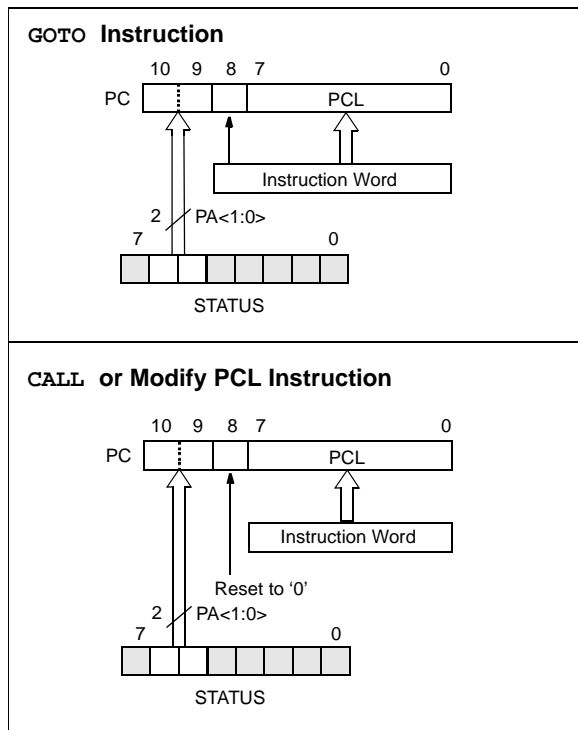 GOTO Instruction
10 9 8 7 0
PC PCL
Instruction Word
2 PA<1:0>
7 0
STATUS
CALL or Modify PCL Instruction
10 9 8 7 0
PC PCL
Instruction Word
Reset to ‘0’
2 PA<1:0>
7 0
STATUS